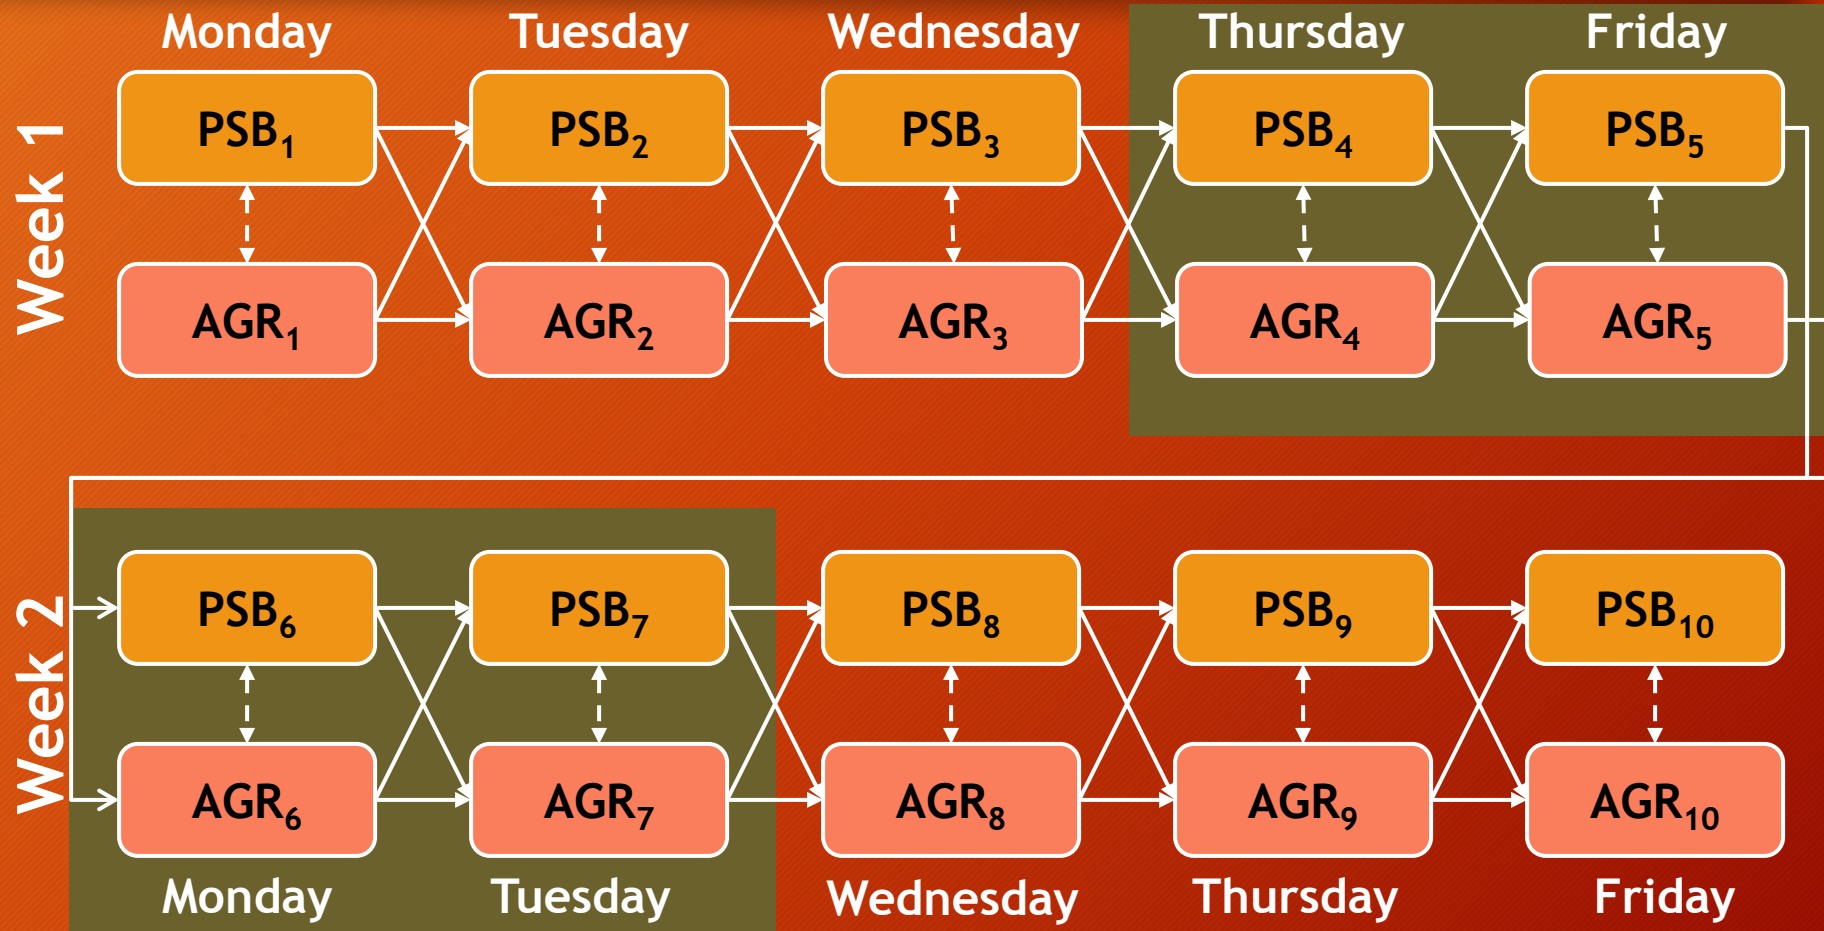 Monday Tuesday Wednesday Thursday Friday
Week 1
PSB₁ PSB₂ PSB₃ PSB₄ PSB₅
AGR₁ AGR₂ AGR₃ AGR₄ AGR₅
Week 2
PSB₆ PSB₇ PSB₈ PSB₉ PSB₁₀
AGR₆ AGR₇ AGR₈ AGR₉ AGR₁₀
Monday Tuesday Wednesday Thursday Friday